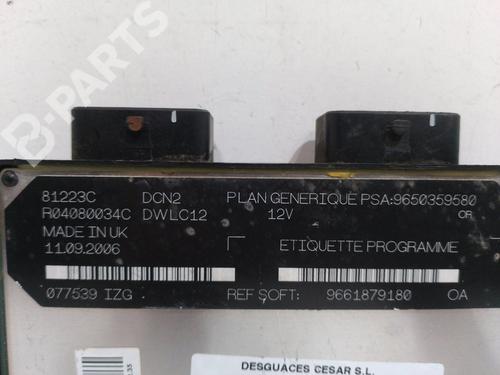 B-PARTS
81223C DCN2 PLAN GENERIQUE PSA:9650359580
R04080034C DWLC12 12V OR
MADE IN UK
11.09.2006 ETIQUETTE PROGRAMME
077539 IZG REF SOFT: 9661879180 OA
DESGUACES CESAR S.L.